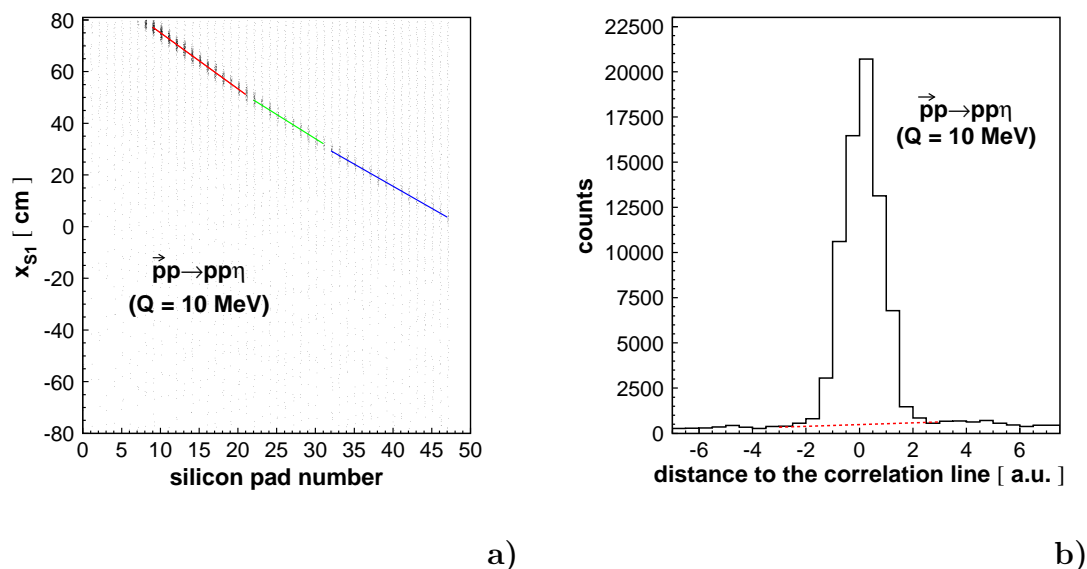 80
60
40
20
0
-20
-40
-60
-80
x_S1 [ cm ]
p⃗p→ppη
(Q = 10 MeV)
0 5 10 15 20 25 30 35 40 45 50
silicon pad number
a)
22500
20000
17500
15000
12500
10000
7500
5000
2500
0
counts
p⃗p→ppη
(Q = 10 MeV)
-6 -4 -2 0 2 4 6
distance to the correlation line [ a.u. ]
b)